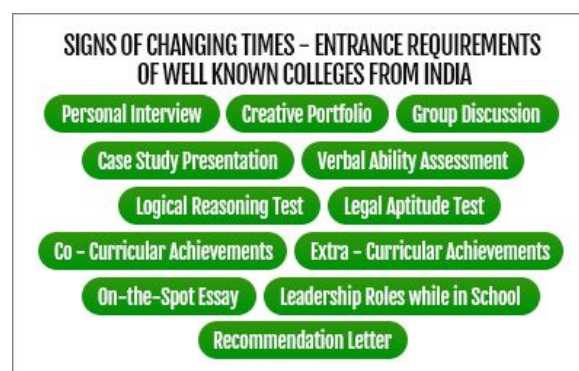 SIGNS OF CHANGING TIMES – ENTRANCE REQUIREMENTS
OF WELL KNOWN COLLEGES FROM INDIA
Personal Interview Creative Portfolio Group Discussion
Case Study Presentation Verbal Ability Assessment
Logical Reasoning Test Legal Aptitude Test
Co – Curricular Achievements Extra – Curricular Achievements
On-the-Spot Essay Leadership Roles while in School
Recommendation Letter